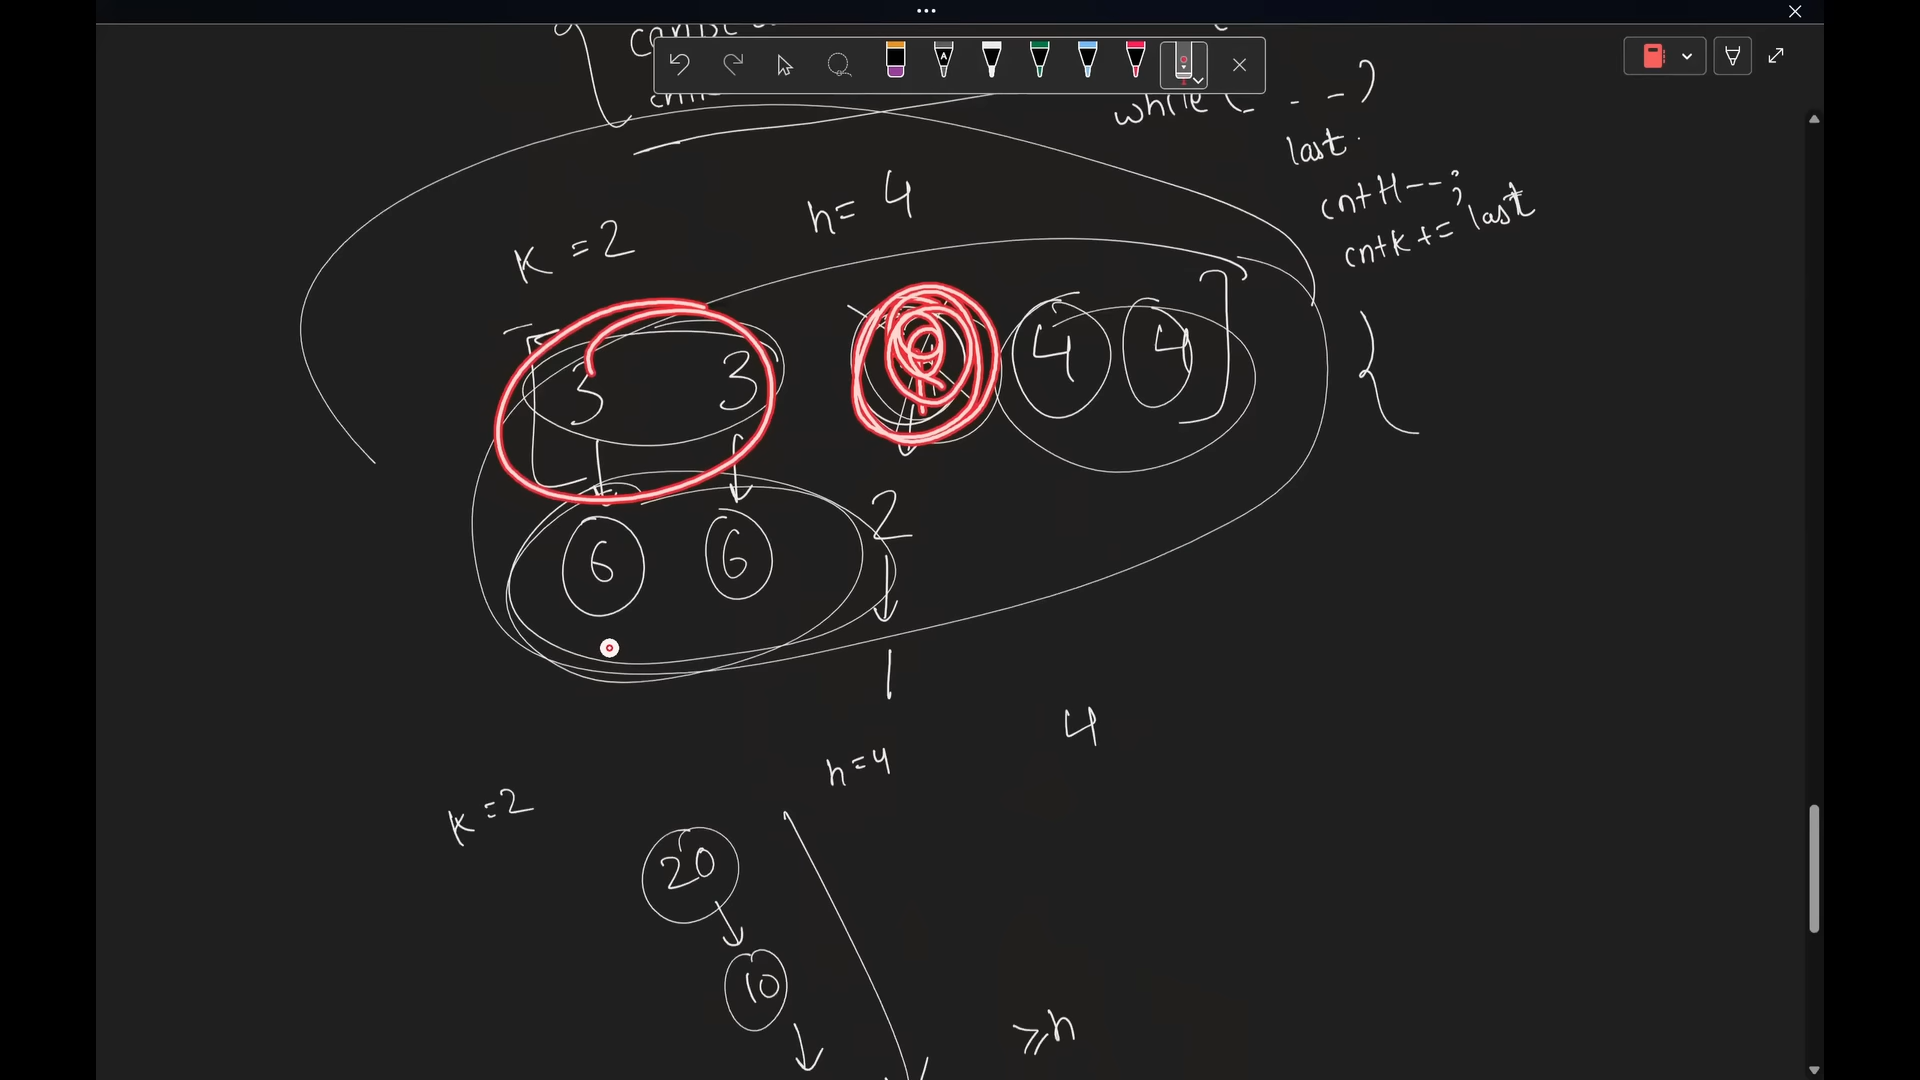 while ( - - - )
last
cntH--;
cntk += last
h = 4
K = 2
[ 3 3 4 4 ]
6 6 2
1
4
h = 4
K = 2
20
10
≥h